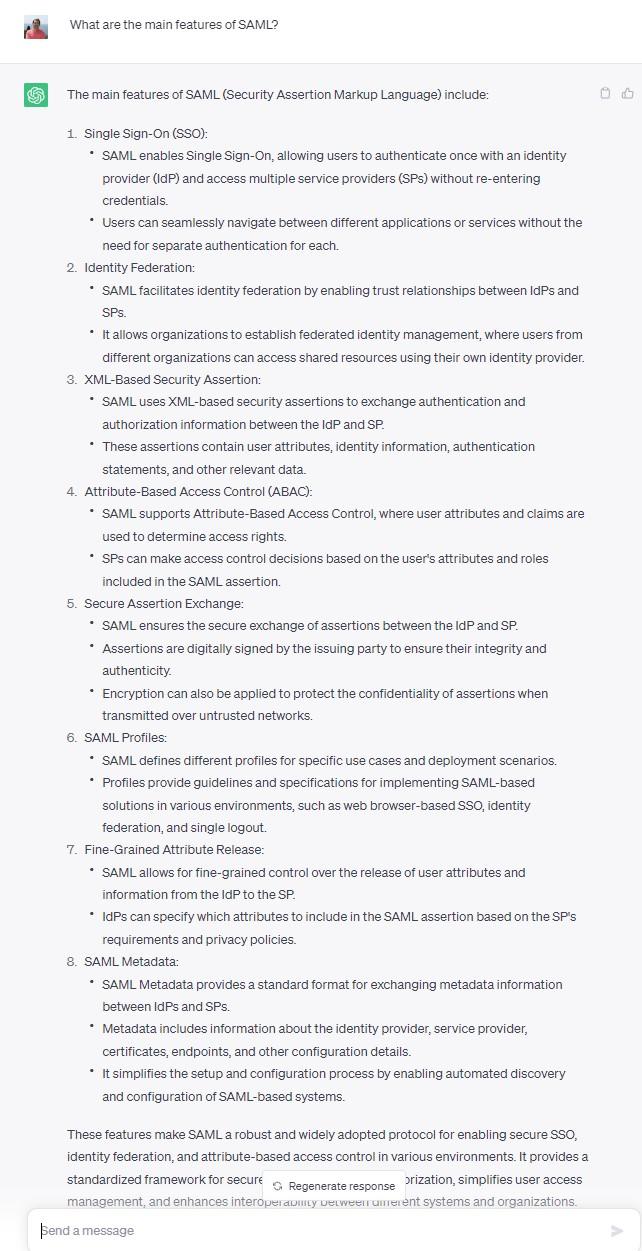 What are the main features of SAML?
The main features of SAML (Security Assertion Markup Language) include:
1. Single Sign-On (SSO):
• SAML enables Single Sign-On, allowing users to authenticate once with an identity
provider (IdP) and access multiple service providers (SPs) without re-entering
credentials.
• Users can seamlessly navigate between different applications or services without the
need for separate authentication for each.
2. Identity Federation:
• SAML facilitates identity federation by enabling trust relationships between IdPs and
SPs.
• It allows organizations to establish federated identity management, where users from
different organizations can access shared resources using their own identity provider.
3. XML-Based Security Assertion:
• SAML uses XML-based security assertions to exchange authentication and
authorization information between the IdP and SP.
• These assertions contain user attributes, identity information, authentication
statements, and other relevant data.
4. Attribute-Based Access Control (ABAC):
• SAML supports Attribute-Based Access Control, where user attributes and claims are
used to determine access rights.
• SPs can make access control decisions based on the user's attributes and roles
included in the SAML assertion.
5. Secure Assertion Exchange:
• SAML ensures the secure exchange of assertions between the IdP and SP.
• Assertions are digitally signed by the issuing party to ensure their integrity and
authenticity.
• Encryption can also be applied to protect the confidentiality of assertions when
transmitted over untrusted networks.
6. SAML Profiles:
• SAML defines different profiles for specific use cases and deployment scenarios.
• Profiles provide guidelines and specifications for implementing SAML-based
solutions in various environments, such as web browser-based SSO, identity
federation, and single logout.
7. Fine-Grained Attribute Release:
• SAML allows for fine-grained control over the release of user attributes and
information from the IdP to the SP.
• IdPs can specify which attributes to include in the SAML assertion based on the SP's
requirements and privacy policies.
8. SAML Metadata:
• SAML Metadata provides a standard format for exchanging metadata information
between IdPs and SPs.
• Metadata includes information about the identity provider, service provider,
certificates, endpoints, and other configuration details.
• It simplifies the setup and configuration process by enabling automated discovery
and configuration of SAML-based systems.
These features make SAML a robust and widely adopted protocol for enabling secure SSO,
identity federation, and attribute-based access control in various environments. It provides a
standardized framework for secure orization, simplifies user access
Regenerate response
management, and enhances interoperability between different systems and organizations.
Send a message